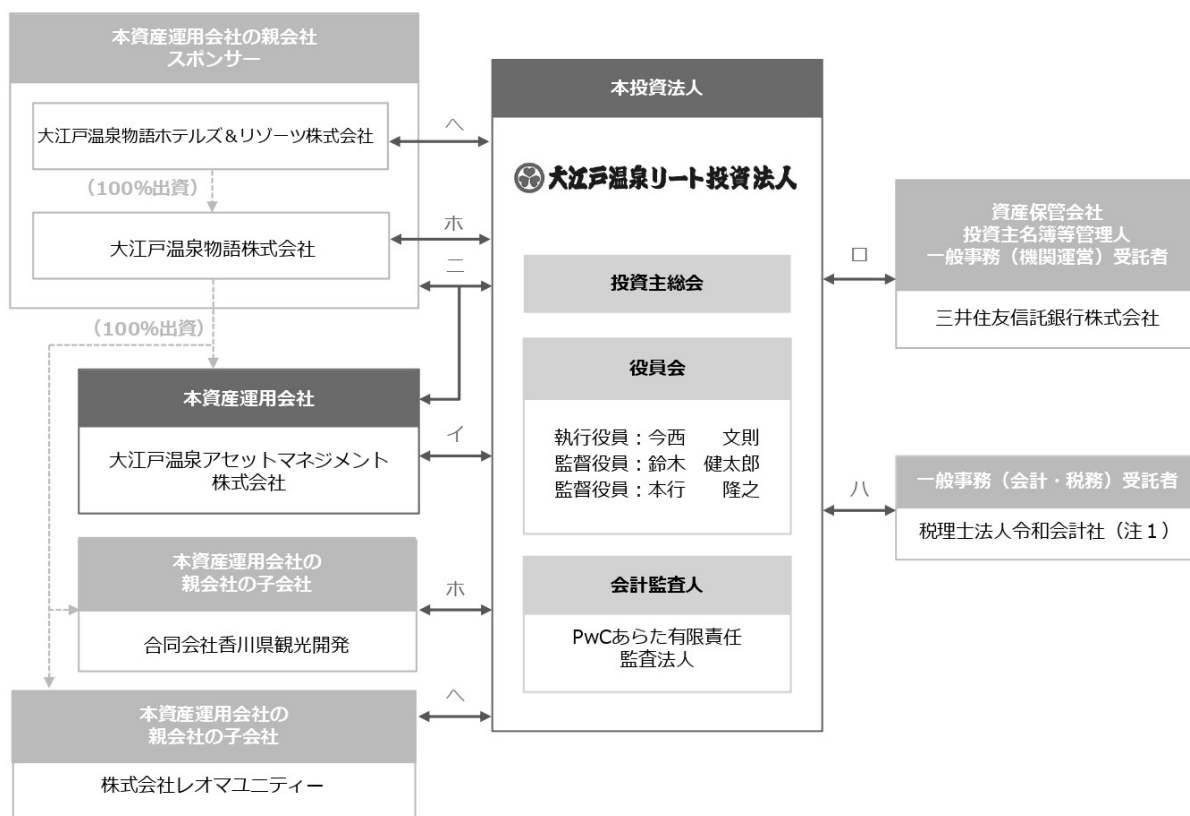 本資産運用会社の親会社
スポンサー
大江戸温泉物語ホテルズ＆リゾーツ株式会社
（100％出資）
大江戸温泉物語株式会社
（100％出資）
本資産運用会社
大江戸温泉アセットマネジメント
株式会社
本資産運用会社の
親会社の子会社
合同会社香川県観光開発
本資産運用会社の
親会社の子会社
株式会社レオマユニティー
ヘ
ホ
ニ
イ
ホ
ヘ
本投資法人
大江戸温泉リート投資法人
投資主総会
役員会
執行役員：今西　文則
監督役員：鈴木　健太郎
監督役員：本行　隆之
会計監査人
PwCあらた有限責任
監査法人
ロ
ハ
資産保管会社
投資主名簿等管理人
一般事務（機関運営）受託者
三井住友信託銀行株式会社
一般事務（会計・税務）受託者
税理士法人令和会計社（注１）